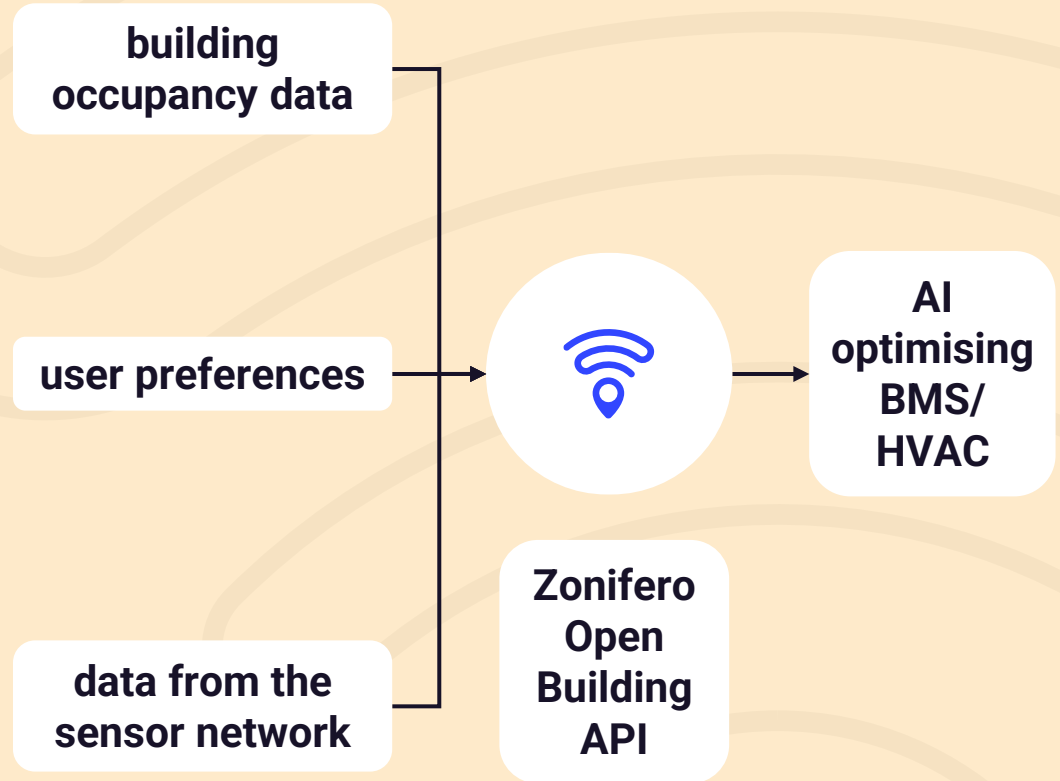 building
occupancy data
user preferences
data from the
sensor network
Zonifero
Open
Building
API
AI
optimising
BMS/
HVAC